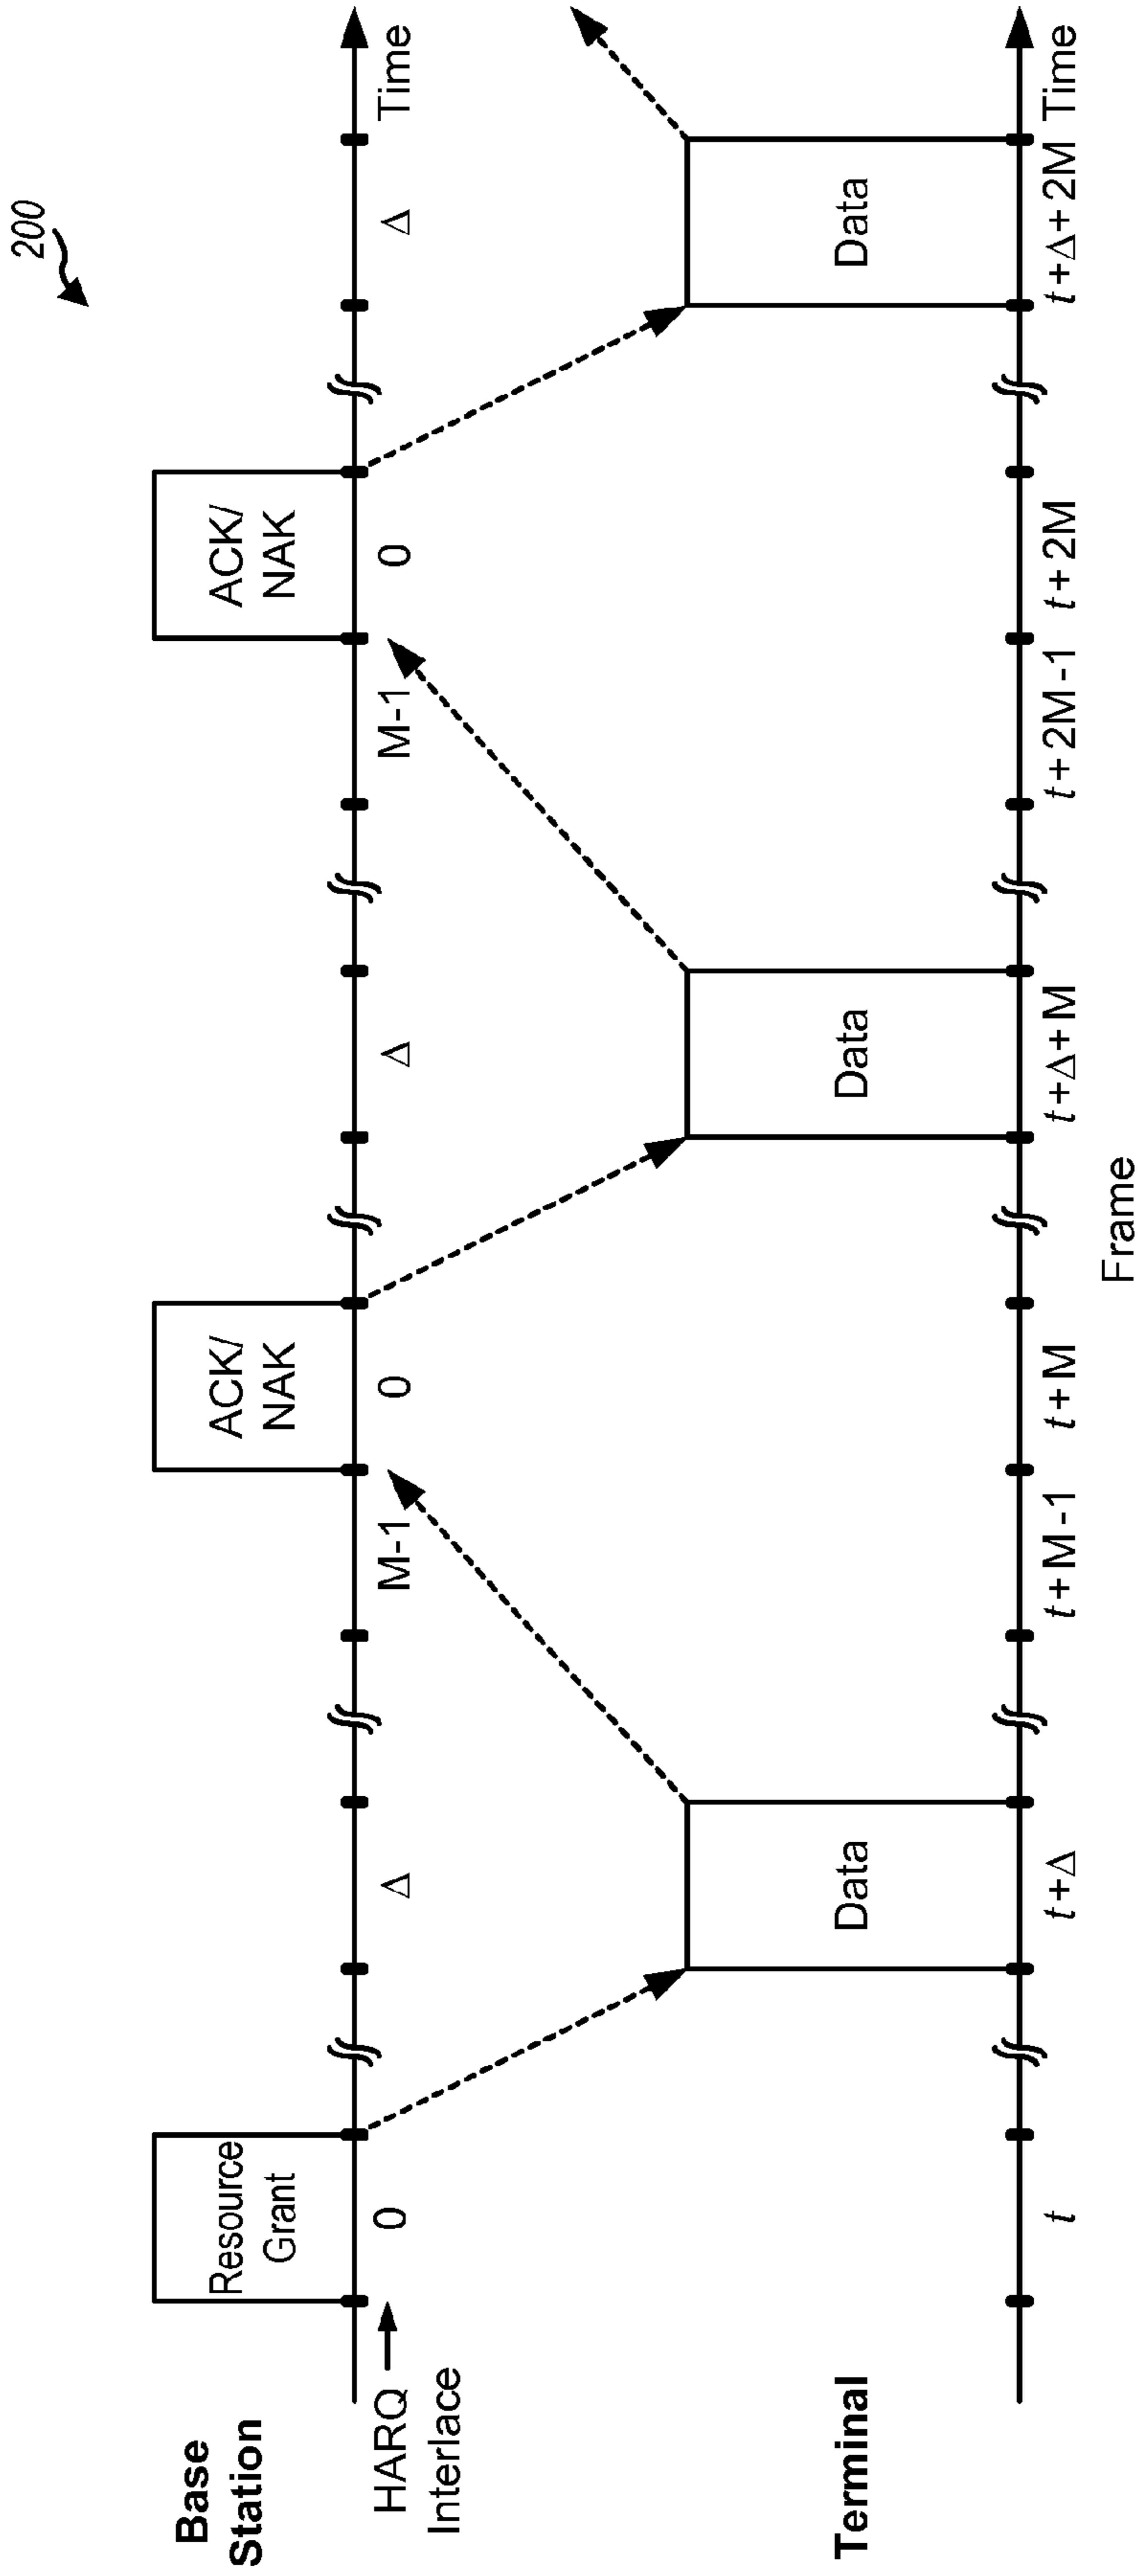 200
Base
Station
Resource
Grant
ACK/
NAK
ACK/
NAK
HARQ
Interlace
0
Δ
M-1
0
Δ
M-1
0
Δ
Time
Terminal
Data
Data
Data
t
t+Δ
t+M-1
t+M
t+Δ+M
t+2M-1
t+2M
t+Δ+2M
Time
Frame